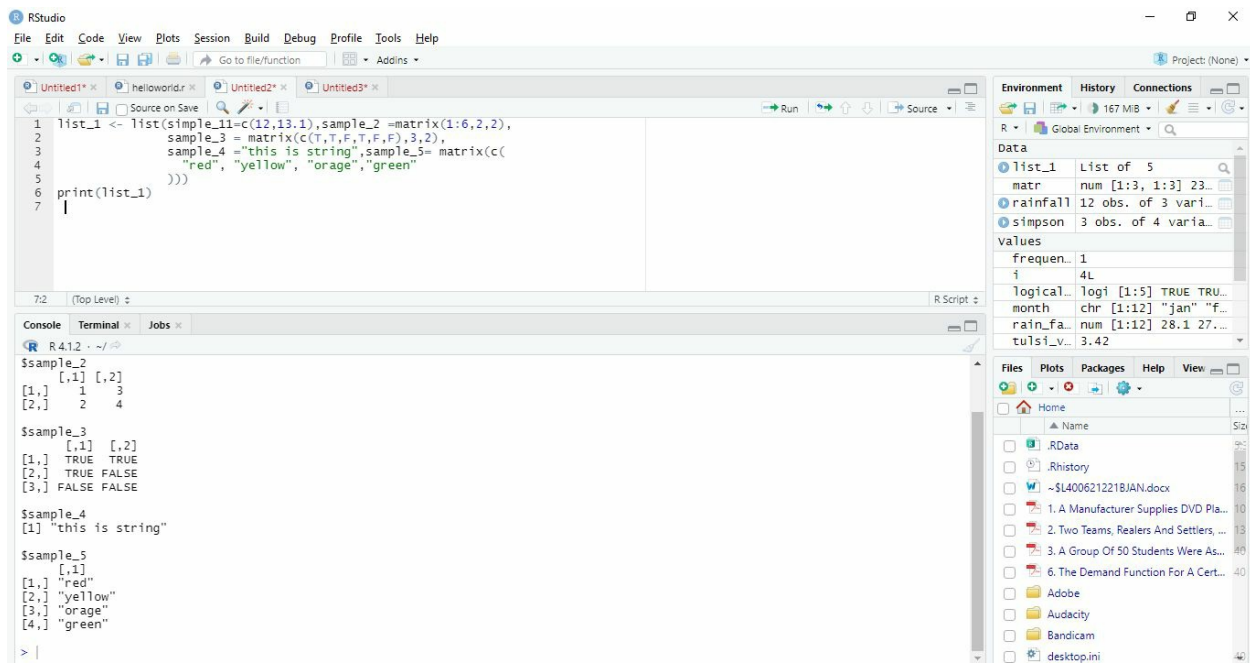 RStudio
File Edit Code View Plots Session Build Debug Profile Tools Help
Go to file/function Addins Project: (None)
Untitled1* helloworld.r Untitled2* Untitled3*
Source on Save Run Source
1 list_1 <- list(simple_11=c(12,13.1),sample_2 =matrix(1:6,2,2),
2 sample_3 = matrix(c(T,T,F,T,F,F),3,2),
3 sample_4 ="this is string",sample_5= matrix(c(
4 "red", "yellow", "orage","green"
5 )))
6 print(list_1)
7
7:2 (Top Level) R Script
Console Terminal Jobs
R 4.1.2 · ~/
$sample_2
[,1] [,2]
[1,] 1 3
[2,] 2 4
$sample_3
[,1] [,2]
[1,] TRUE TRUE
[2,] TRUE FALSE
[3,] FALSE FALSE
$sample_4
[1] "this is string"
$sample_5
[,1]
[1,] "red"
[2,] "yellow"
[3,] "orage"
[4,] "green"
>
Environment History Connections
167 MiB
R Global Environment
Data
list_1 List of 5
matr num [1:3, 1:3] 23…
rainfall 12 obs. of 3 vari…
simpson 3 obs. of 4 varia…
values
frequen… 1
i 4L
logical… logi [1:5] TRUE TRU…
month chr [1:12] "jan" "f…
rain_fa… num [1:12] 28.1 27.…
tulsi_v… 3.42
Files Plots Packages Help View
Home ...
Name Size
.RData
.Rhistory 15
~$L400621221BJAN.docx 16
1. A Manufacturer Supplies DVD Pla... 10
2. Two Teams, Realers And Settlers, ... 13
3. A Group Of 50 Students Were As... 40
6. The Demand Function For A Cert... 40
Adobe
Audacity
Bandicam
desktop.ini